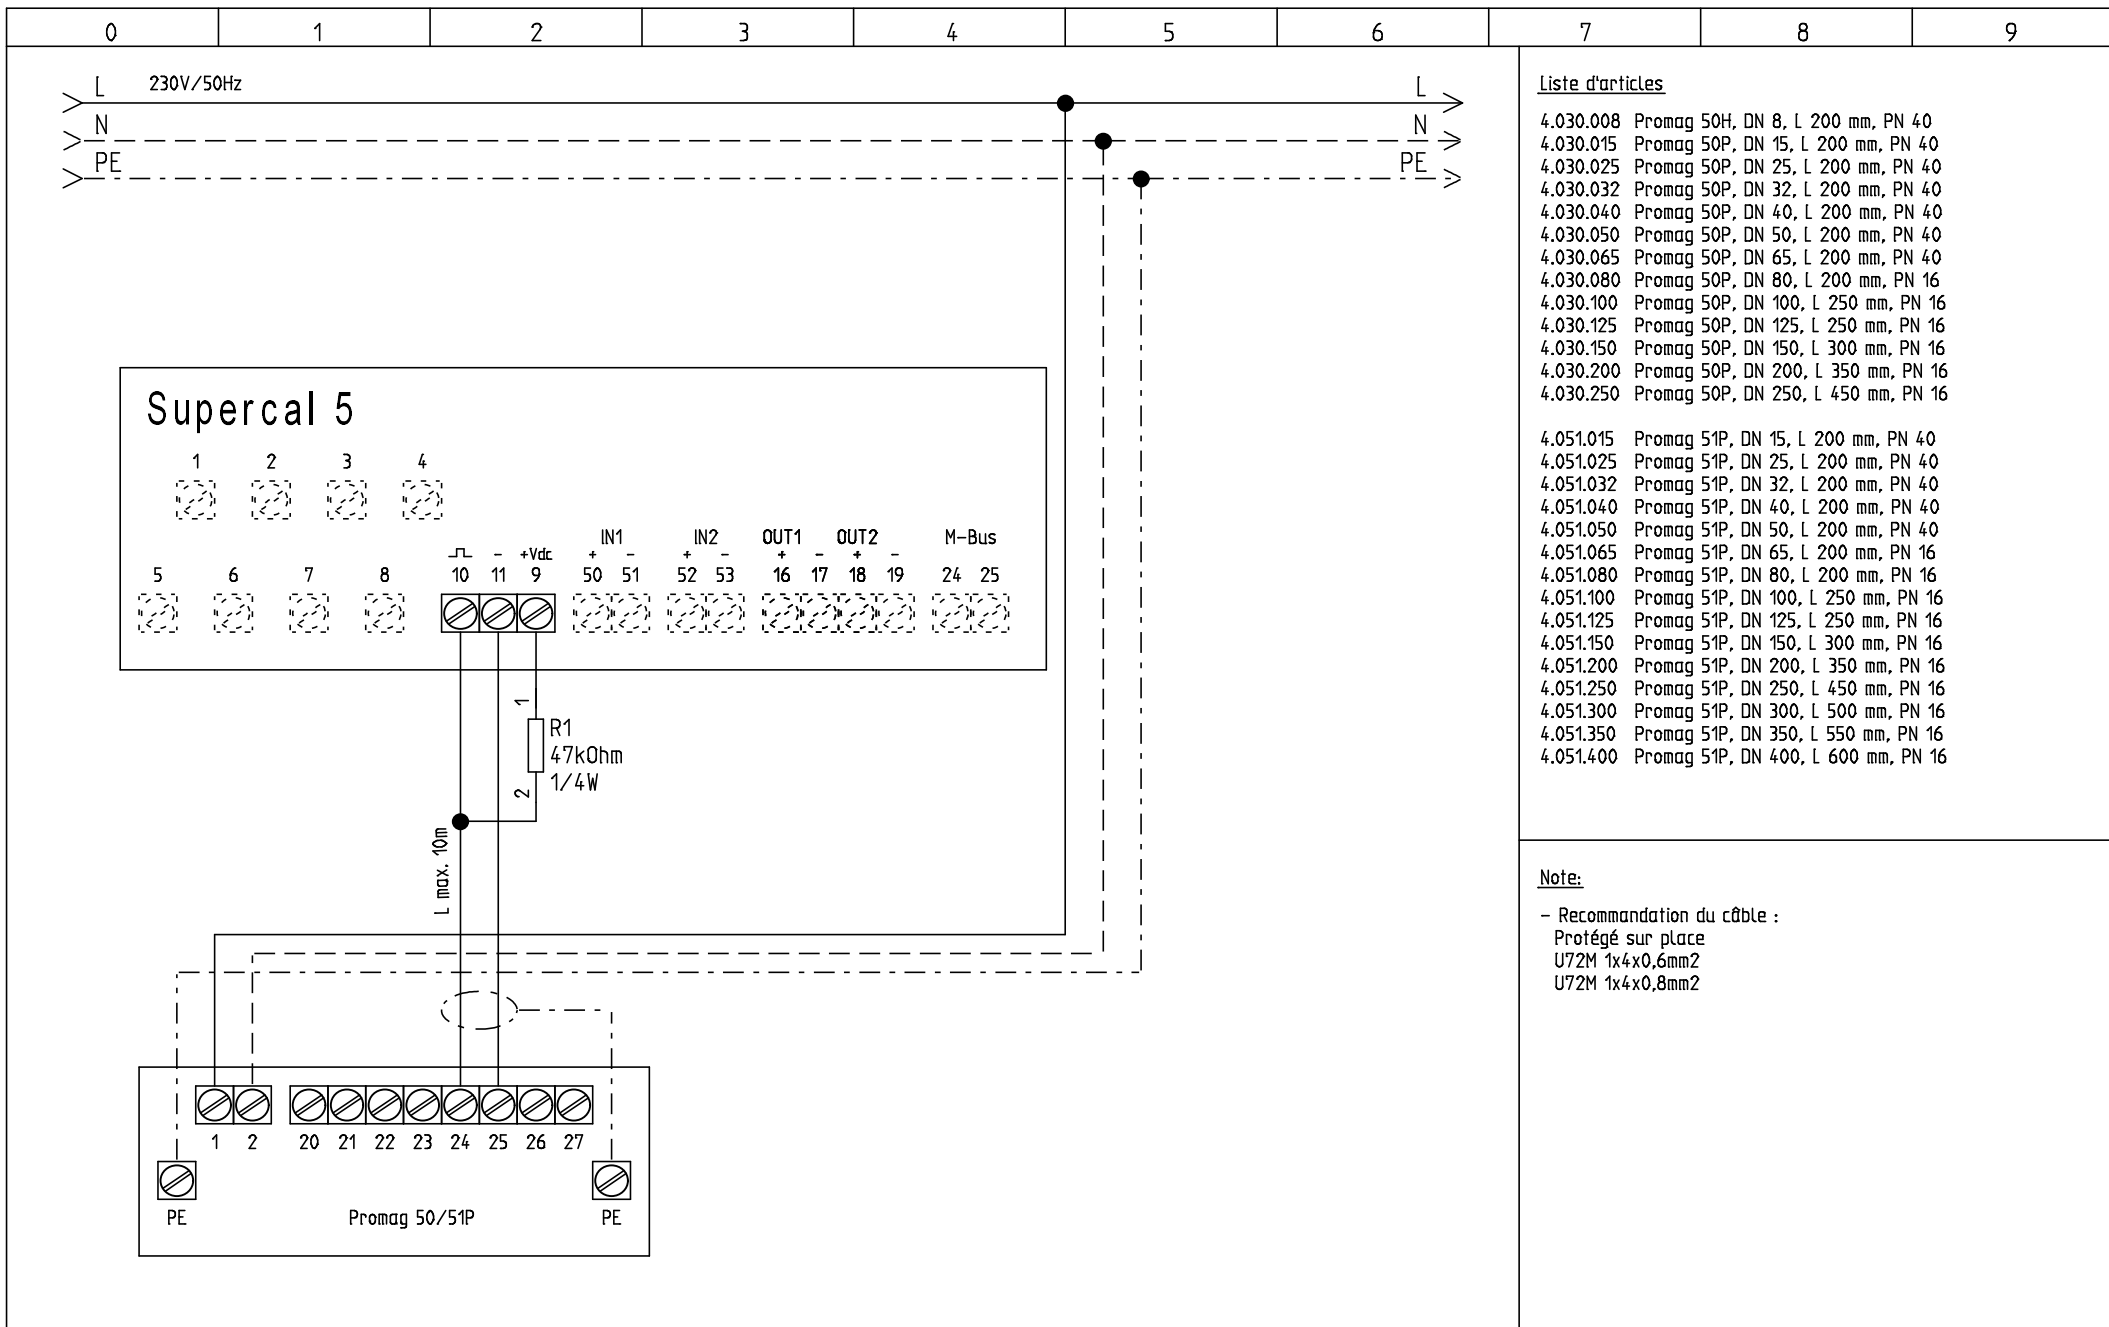 0 1 2 3 4 5 6 7 8 9
L 230V/50Hz L
N N
PE PE
Supercal 5
1 2 3 4
IN1 IN2 OUT1 OUT2 M-Bus
- +Vdc + - + - + - + -
5 6 7 8 10 11 9 50 51 52 53 16 17 18 19 24 25
1
R1
47kOhm
1/4W
2
L max. 10m
1 2 20 21 22 23 24 25 26 27
PE Promag 50/51P PE
Liste d'articles
4.030.008 Promag 50H, DN 8, L 200 mm, PN 40
4.030.015 Promag 50P, DN 15, L 200 mm, PN 40
4.030.025 Promag 50P, DN 25, L 200 mm, PN 40
4.030.032 Promag 50P, DN 32, L 200 mm, PN 40
4.030.040 Promag 50P, DN 40, L 200 mm, PN 40
4.030.050 Promag 50P, DN 50, L 200 mm, PN 40
4.030.065 Promag 50P, DN 65, L 200 mm, PN 40
4.030.080 Promag 50P, DN 80, L 200 mm, PN 16
4.030.100 Promag 50P, DN 100, L 250 mm, PN 16
4.030.125 Promag 50P, DN 125, L 250 mm, PN 16
4.030.150 Promag 50P, DN 150, L 300 mm, PN 16
4.030.200 Promag 50P, DN 200, L 350 mm, PN 16
4.030.250 Promag 50P, DN 250, L 450 mm, PN 16
4.051.015 Promag 51P, DN 15, L 200 mm, PN 40
4.051.025 Promag 51P, DN 25, L 200 mm, PN 40
4.051.032 Promag 51P, DN 32, L 200 mm, PN 40
4.051.040 Promag 51P, DN 40, L 200 mm, PN 40
4.051.050 Promag 51P, DN 50, L 200 mm, PN 40
4.051.065 Promag 51P, DN 65, L 200 mm, PN 16
4.051.080 Promag 51P, DN 80, L 200 mm, PN 16
4.051.100 Promag 51P, DN 100, L 250 mm, PN 16
4.051.125 Promag 51P, DN 125, L 250 mm, PN 16
4.051.150 Promag 51P, DN 150, L 300 mm, PN 16
4.051.200 Promag 51P, DN 200, L 350 mm, PN 16
4.051.250 Promag 51P, DN 250, L 450 mm, PN 16
4.051.300 Promag 51P, DN 300, L 500 mm, PN 16
4.051.350 Promag 51P, DN 350, L 550 mm, PN 16
4.051.400 Promag 51P, DN 400, L 600 mm, PN 16
Note:
- Recommandation du câble :
Protégé sur place
U72M 1x4x0,6mm2
U72M 1x4x0,8mm2